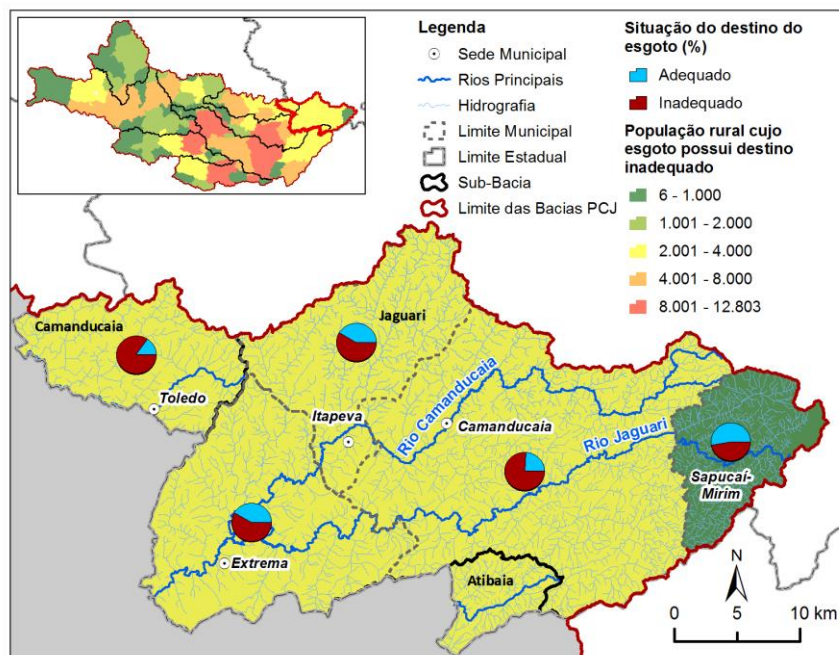 Legenda
Sede Municipal
Rios Principais
Hidrografia
Limite Municipal
Limite Estadual
Sub-Bacia
Limite das Bacias PCJ
Situação do destino do
esgoto (%)
Adequado
Inadequado
População rural cujo
esgoto possui destino
inadequado
6 - 1.000
1.001 - 2.000
2.001 - 4.000
4.001 - 8.000
8.001 - 12.803
Camanducaia
Jaguari
Toledo
Itapeva
Rio Camanducaia
Camanducaia
Rio Jaguari
Sapucaí-
Mirim
Extrema
Atibaia
N
0 5 10 km